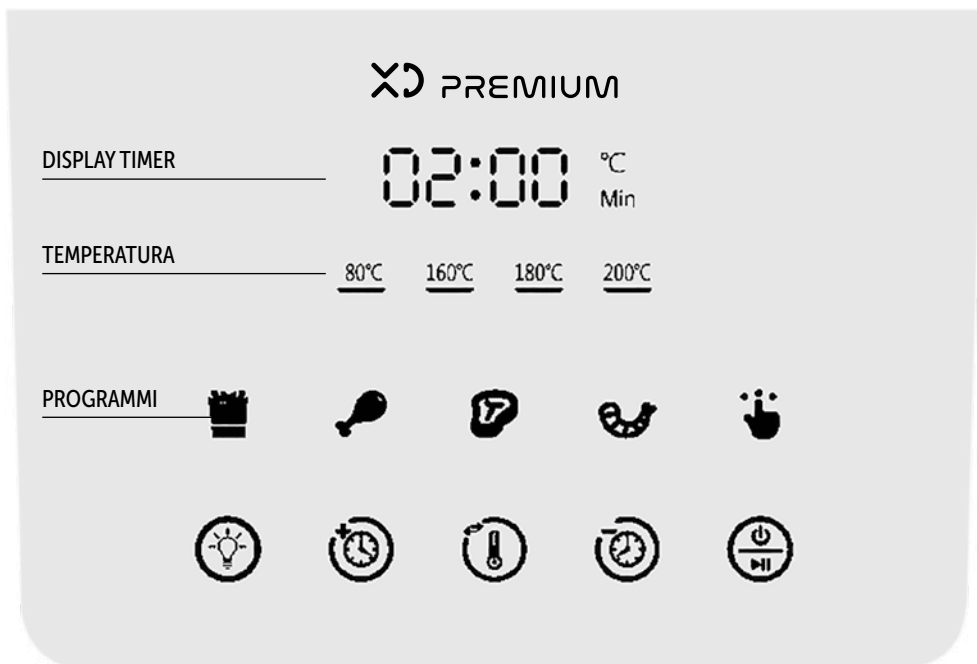 XD PREMIUM
DISPLAY TIMER
02:00 °C
Min
TEMPERATURA
80°C 160°C 180°C 200°C
PROGRAMMI